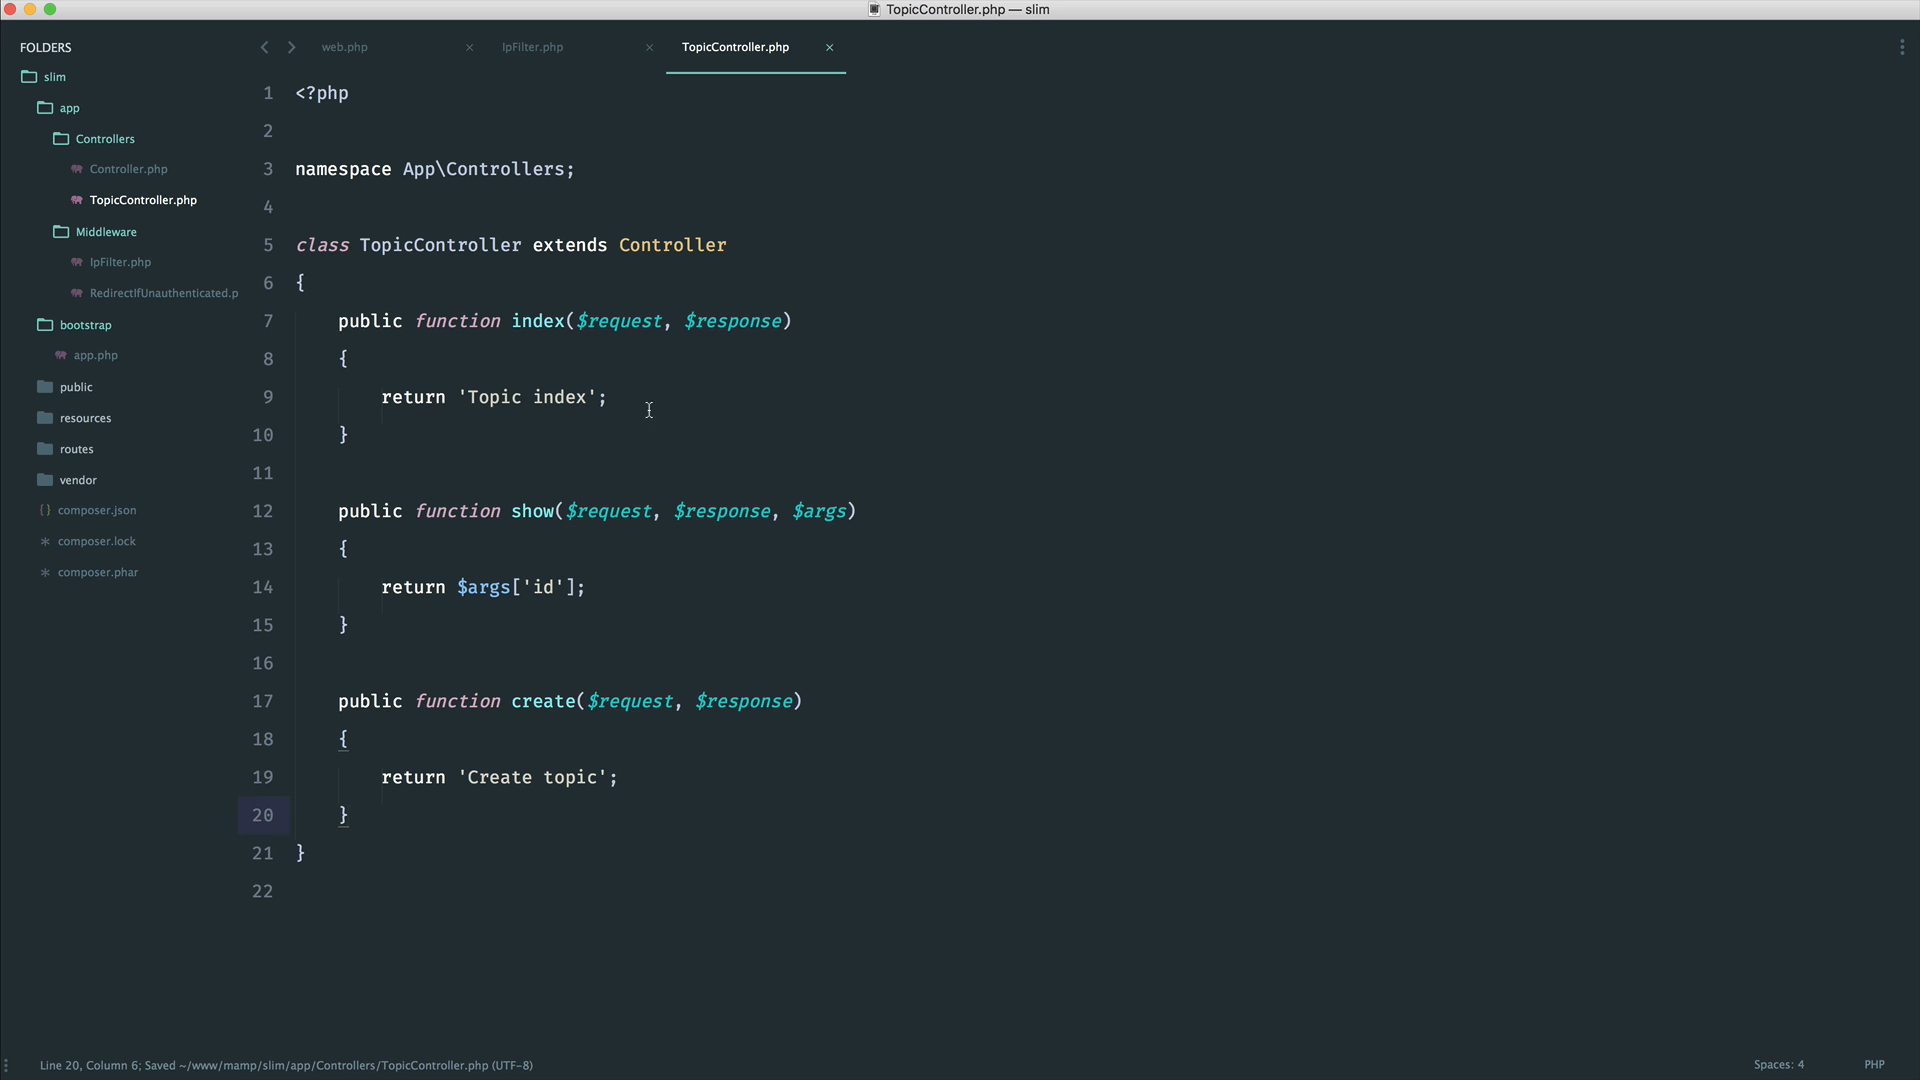 TopicController.php — slim
FOLDERS
slim
app
Controllers
Controller.php
TopicController.php
Middleware
IpFilter.php
RedirectIfUnauthenticated.p
bootstrap
app.php
public
resources
routes
vendor
composer.json
composer.lock
composer.phar
web.php
IpFilter.php
TopicController.php
1 <?php
2
3 namespace App\Controllers;
4
5 class TopicController extends Controller
6 {
7     public function index($request, $response)
8     {
9         return 'Topic index';
10     }
11
12     public function show($request, $response, $args)
13     {
14         return $args['id'];
15     }
16
17     public function create($request, $response)
18     {
19         return 'Create topic';
20     }
21 }
22
Line 20, Column 6; Saved ~/www/mamp/slim/app/Controllers/TopicController.php (UTF-8)
Spaces: 4
PHP